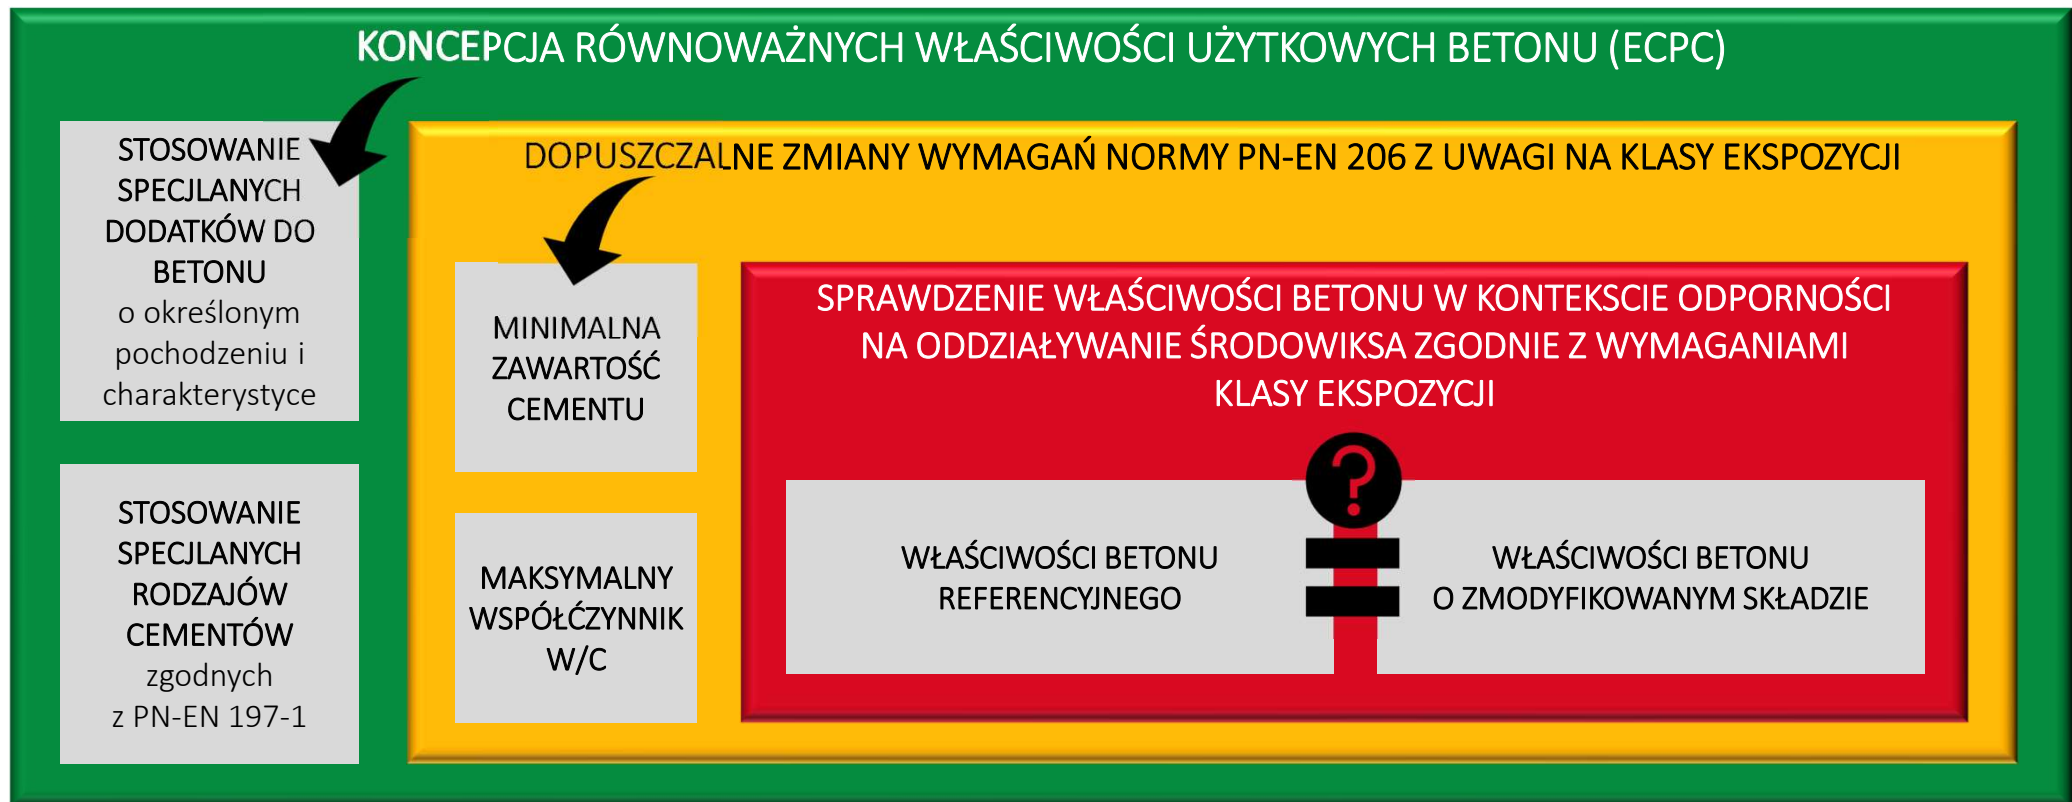 KONCEPCJA RÓWNOWAŻNYCH WŁAŚCIWOŚCI UŻYTKOWYCH BETONU (ECPC)
STOSOWANIE
SPECJLANYCH
DODATKÓW DO
BETONU
o określonym
pochodzeniu i
charakterystyce
STOSOWANIE
SPECJLANYCH
RODZAJÓW
CEMENTÓW
zgodnych
z PN-EN 197-1
DOPUSZCZALNE ZMIANY WYMAGAŃ NORMY PN-EN 206 Z UWAGI NA KLASY EKSPOZYCJI
MINIMALNA
ZAWARTOŚĆ
CEMENTU
MAKSYMALNY
WSPÓŁĆZYNNIK
W/C
SPRAWDZENIE WŁAŚCIWOŚCI BETONU W KONTEKSCIE ODPORNOŚCI
NA ODDZIAŁYWANIE ŚRODOWIKSA ZGODNIE Z WYMAGANIAMI
KLASY EKSPOZYCJI
?
WŁAŚCIWOŚCI BETONU
REFERENCYJNEGO
=
WŁAŚCIWOŚCI BETONU
O ZMODYFIKOWANYM SKŁADZIE